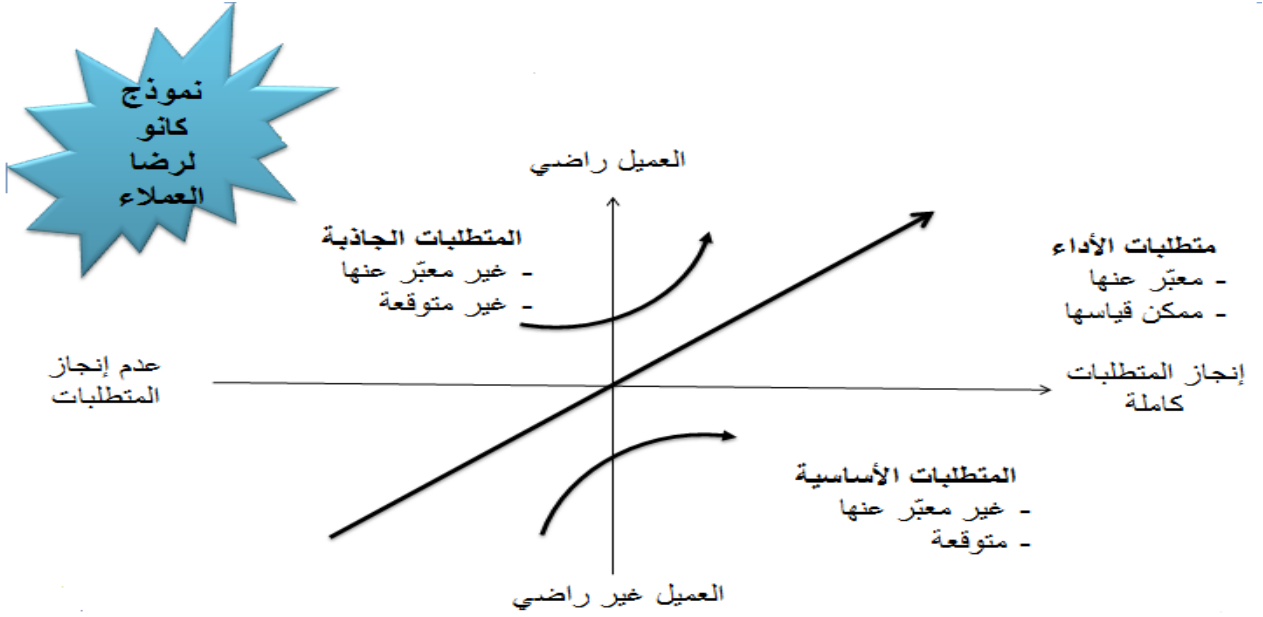 نموذج
كانو
لرضا
العملاء
العميل راضي
المتطلبات الجاذبة
- غير معبّر عنها
- غير متوقعة
متطلبات الأداء
- معبّر عنها
- ممكن قياسها
إنجاز المتطلبات
كاملة
عدم إنجاز
المتطلبات
المتطلبات الأساسية
- غير معبّر عنها
- متوقعة
العميل غير راضي